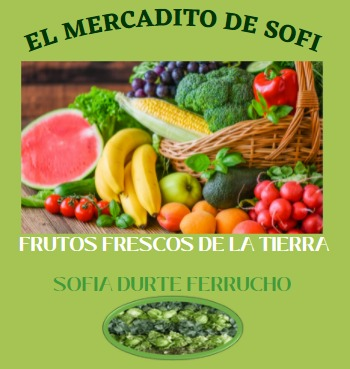 EL MERCADITO DE SOFI
FRUTOS FRESCOS DE LA TIERRA
SOFIA DURTE FERRUCHO